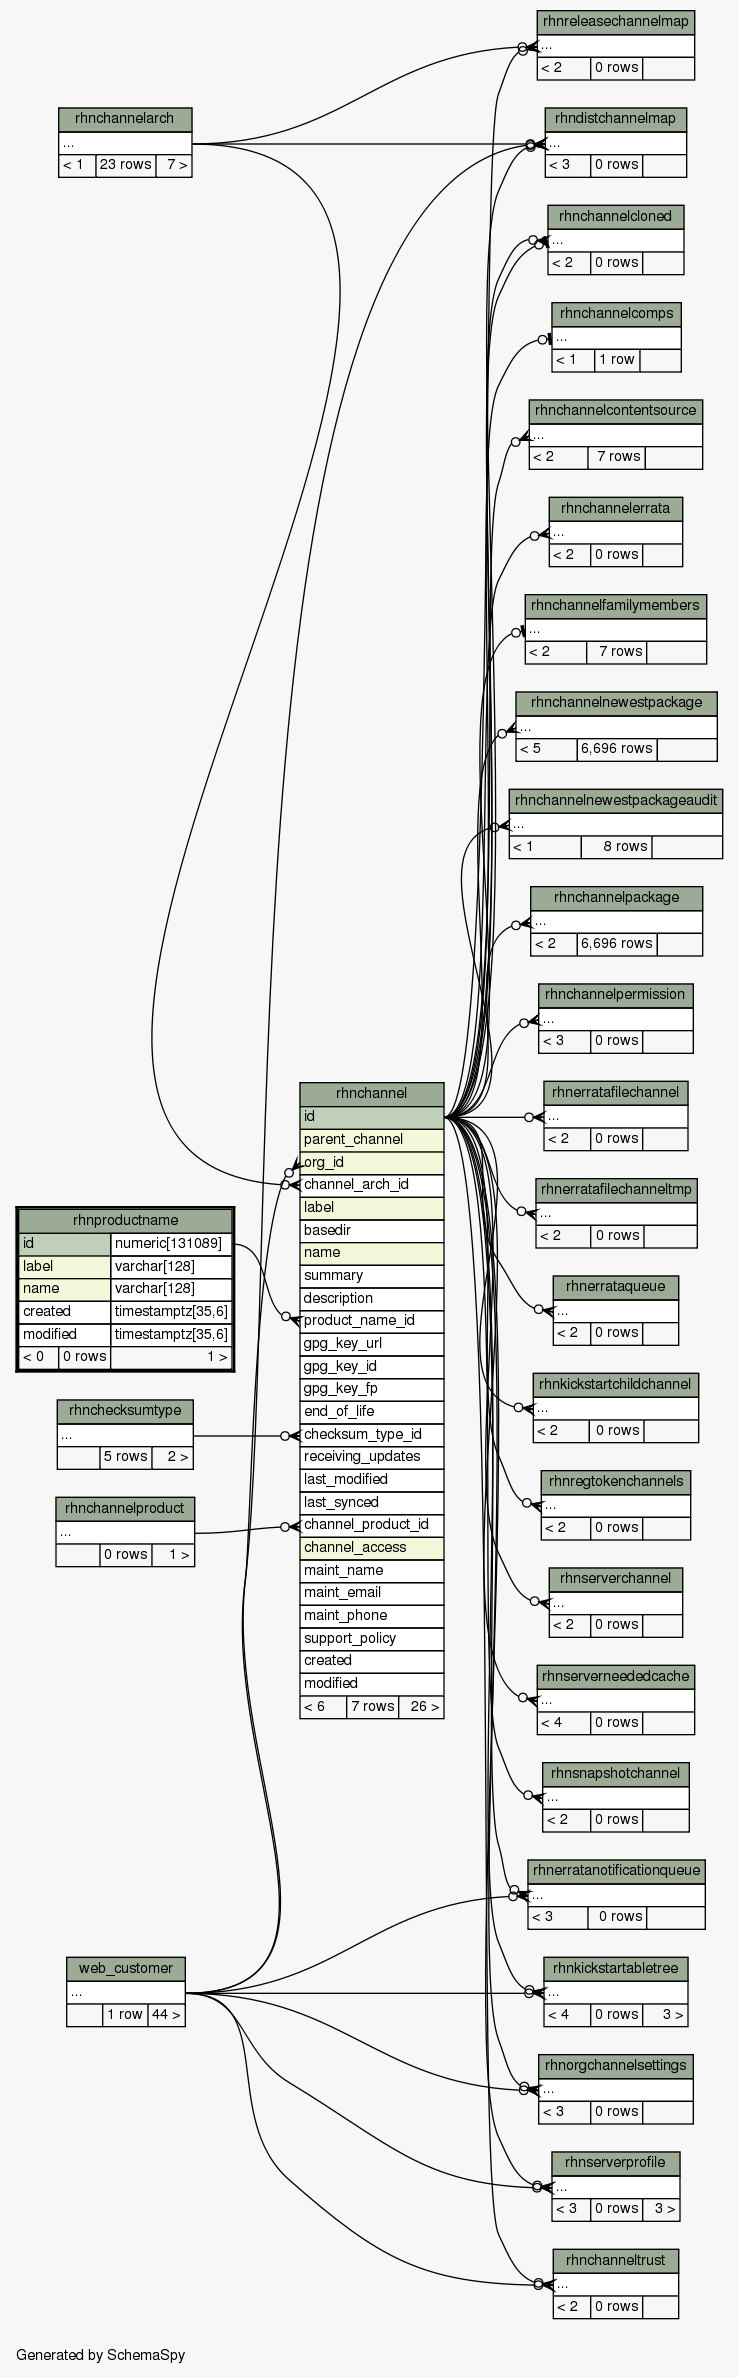 rhnreleasechannelmap
...
< 2 0 rows
rhnchannelarch
...
< 1 23 rows 7 >
rhndistchannelmap
...
< 3 0 rows
rhnchannelcloned
...
< 2 0 rows
rhnchannelcomps
...
< 1 1 row
rhnchannelcontentsource
...
< 2 7 rows
rhnchannelerrata
...
< 2 0 rows
rhnchannelfamilymembers
...
< 2 7 rows
rhnchannelnewestpackage
...
< 5 6,696 rows
rhnchannelnewestpackageaudit
...
< 1 8 rows
rhnchannelpackage
...
< 2 6,696 rows
rhnchannelpermission
...
< 3 0 rows
rhnerratafilechannel
...
< 2 0 rows
rhnerratafilechanneltmp
...
< 2 0 rows
rhnerrataqueue
...
< 2 0 rows
rhnkickstartchildchannel
...
< 2 0 rows
rhnregtokenchannels
...
< 2 0 rows
rhnserverchannel
...
< 2 0 rows
rhnserverneededcache
...
< 4 0 rows
rhnsnapshotchannel
...
< 2 0 rows
rhnerratanotificationqueue
...
< 3 0 rows
rhnkickstartabletree
...
< 4 0 rows 3 >
rhnorgchannelsettings
...
< 3 0 rows
rhnserverprofile
...
< 3 0 rows 3 >
rhnchanneltrust
...
< 2 0 rows
rhnchannel
id
parent_channel
org_id
channel_arch_id
label
basedir
name
summary
description
product_name_id
gpg_key_url
gpg_key_id
gpg_key_fp
end_of_life
checksum_type_id
receiving_updates
last_modified
last_synced
channel_product_id
channel_access
maint_name
maint_email
maint_phone
support_policy
created
modified
< 6 7 rows 26 >
rhnproductname
id numeric[131089]
label varchar[128]
name varchar[128]
created timestamptz[35,6]
modified timestamptz[35,6]
< 0 0 rows 1 >
rhnchecksumtype
...
5 rows 2 >
rhnchannelproduct
...
0 rows 1 >
web_customer
...
1 row 44 >
Generated by SchemaSpy